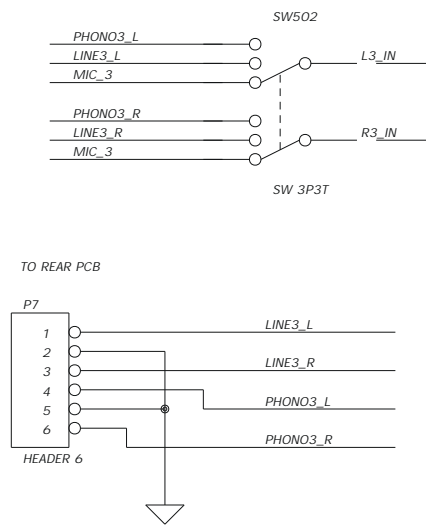 SW502
PHONO3_L
LINE3_L
L3_IN
MIC_3
PHONO3_R
LINE3_R
R3_IN
MIC_3
SW 3P3T
TO REAR PCB
P7
1
LINE3_L
2
3
LINE3_R
4
PHONO3_L
5
6
PHONO3_R
HEADER 6